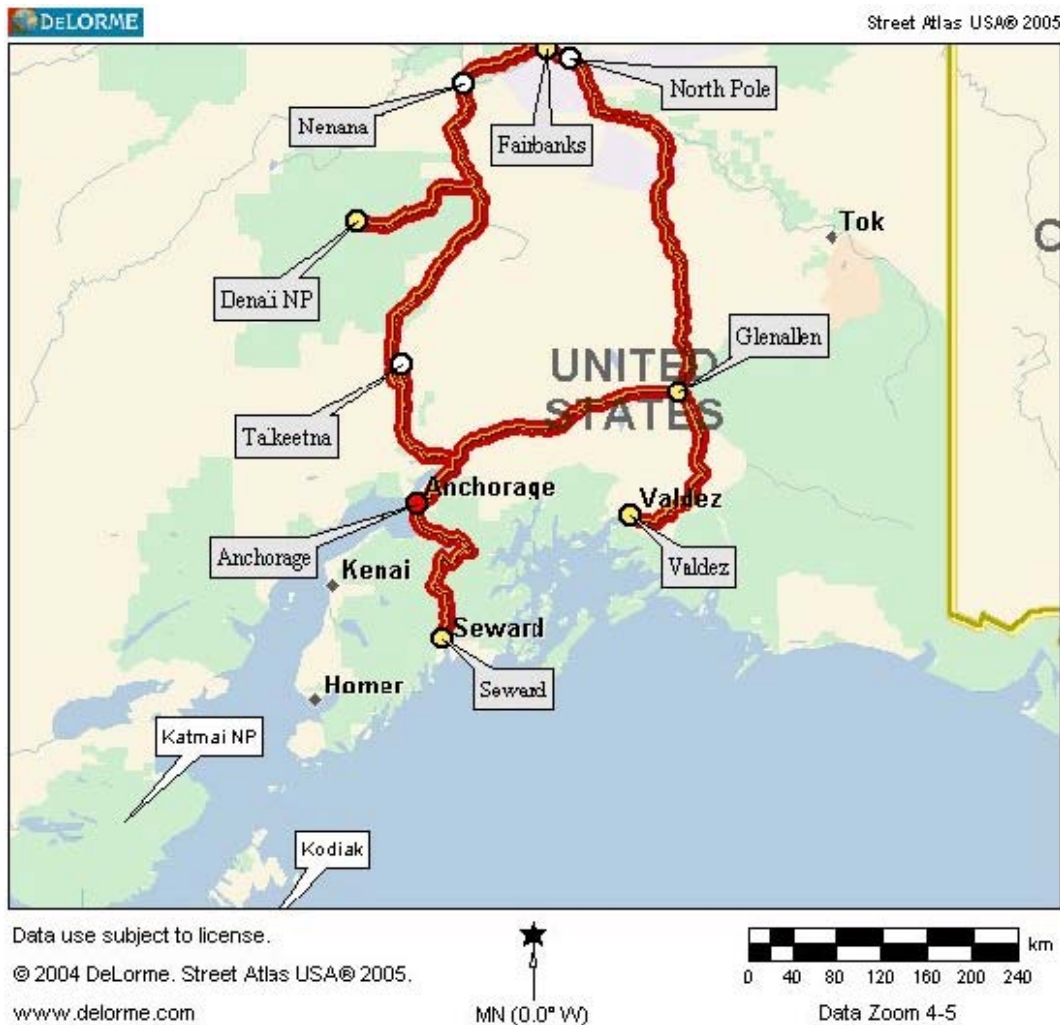 DELORME
Street Atlas USA® 2005
North Pole
Nenana
Fairbanks
Tok
C
Denali NP
Glenallen
UNITED
STATES
Talkeetna
Anchorage
Valdez
Anchorage
Kenai
Valdez
Seward
Seward
Homer
Katmai NP
Kodiak
Data use subject to license.
© 2004 DeLorme. Street Atlas USA® 2005.
www.delorme.com
MN (0.0° W)
km
0 40 80 120 160 200 240
Data Zoom 4-5